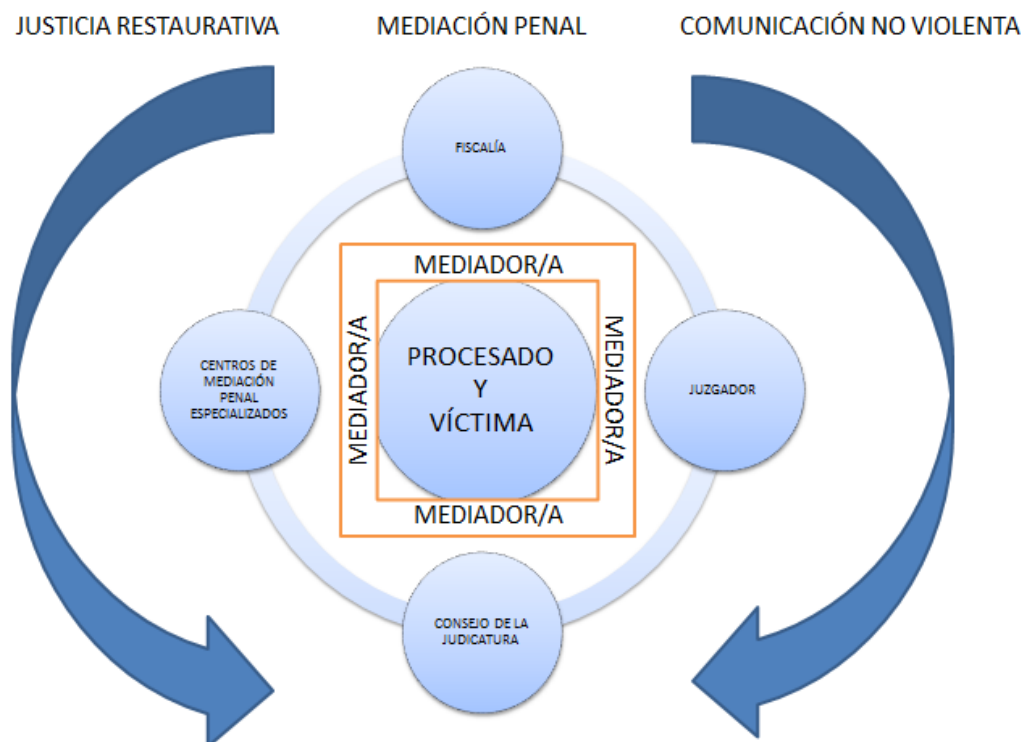 JUSTICIA RESTAURATIVA
MEDIACIÓN PENAL
COMUNICACIÓN NO VIOLENTA
FISCALÍA
MEDIADOR/A
MEDIADOR/A
PROCESADO
Y
VÍCTIMA
MEDIADOR/A
CENTROS DE
MEDIACIÓN
PENAL
ESPECIALIZADOS
JUZGADOR
MEDIADOR/A
CONSEJO DE LA
JUDICATURA